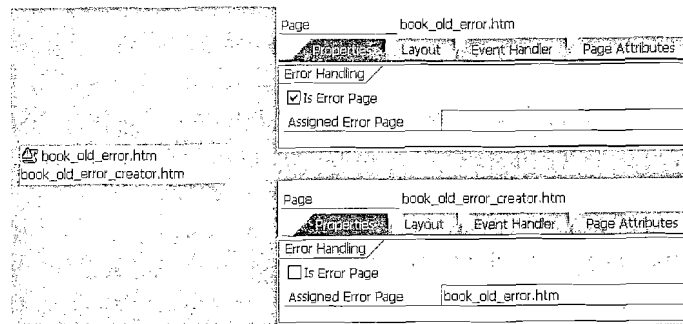 Page book_old_error.htm
Properties Layout Event Handler Page Attributes
Error Handling
Is Error Page
Assigned Error Page
book_old_error.htm
book_old_error_creator.htm
Page book_old_error_creator.htm
Properties Layout Event Handler Page Attributes
Error Handling
Is Error Page
Assigned Error Page book_old_error.htm